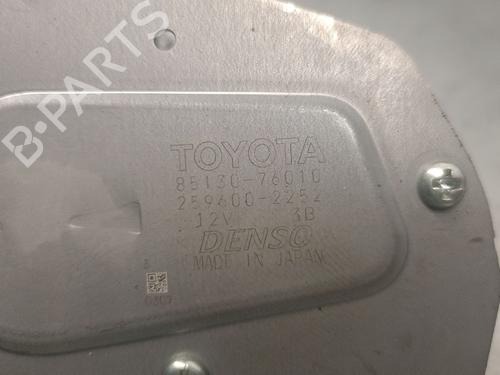 B-PARTS
TOYOTA
85130-76010
259600-2252
12V 3B
DENSO
MADE IN JAPAN